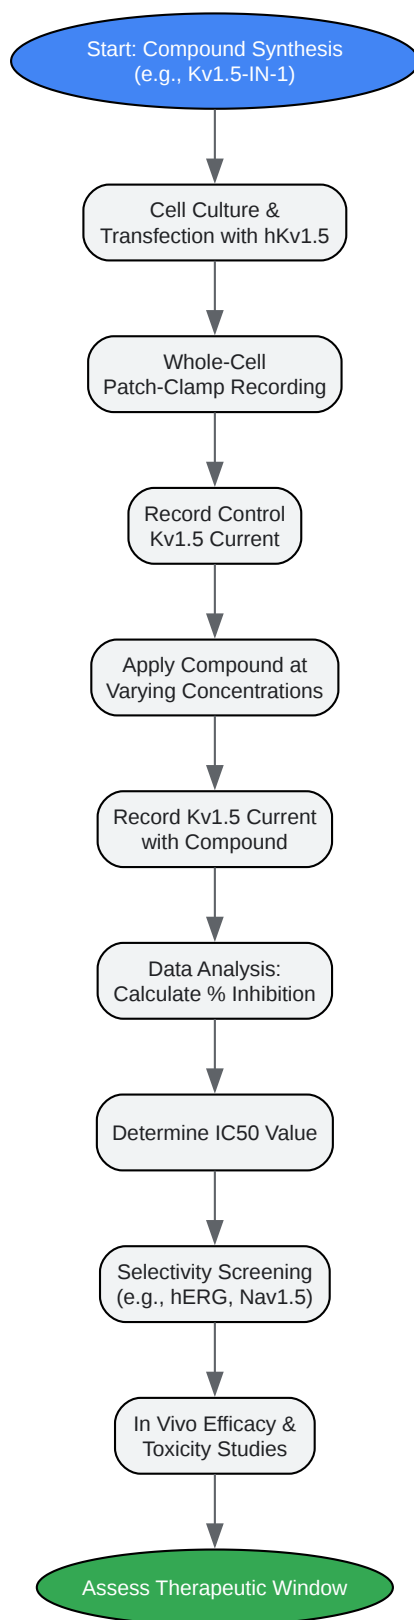 Start: Compound Synthesis
(e.g., Kv1.5-IN-1)
Cell Culture &
Transfection with hKv1.5
Whole-Cell
Patch-Clamp Recording
Record Control
Kv1.5 Current
Apply Compound at
Varying Concentrations
Record Kv1.5 Current
with Compound
Data Analysis:
Calculate % Inhibition
Determine IC50 Value
Selectivity Screening
(e.g., hERG, Nav1.5)
In Vivo Efficacy &
Toxicity Studies
Assess Therapeutic Window